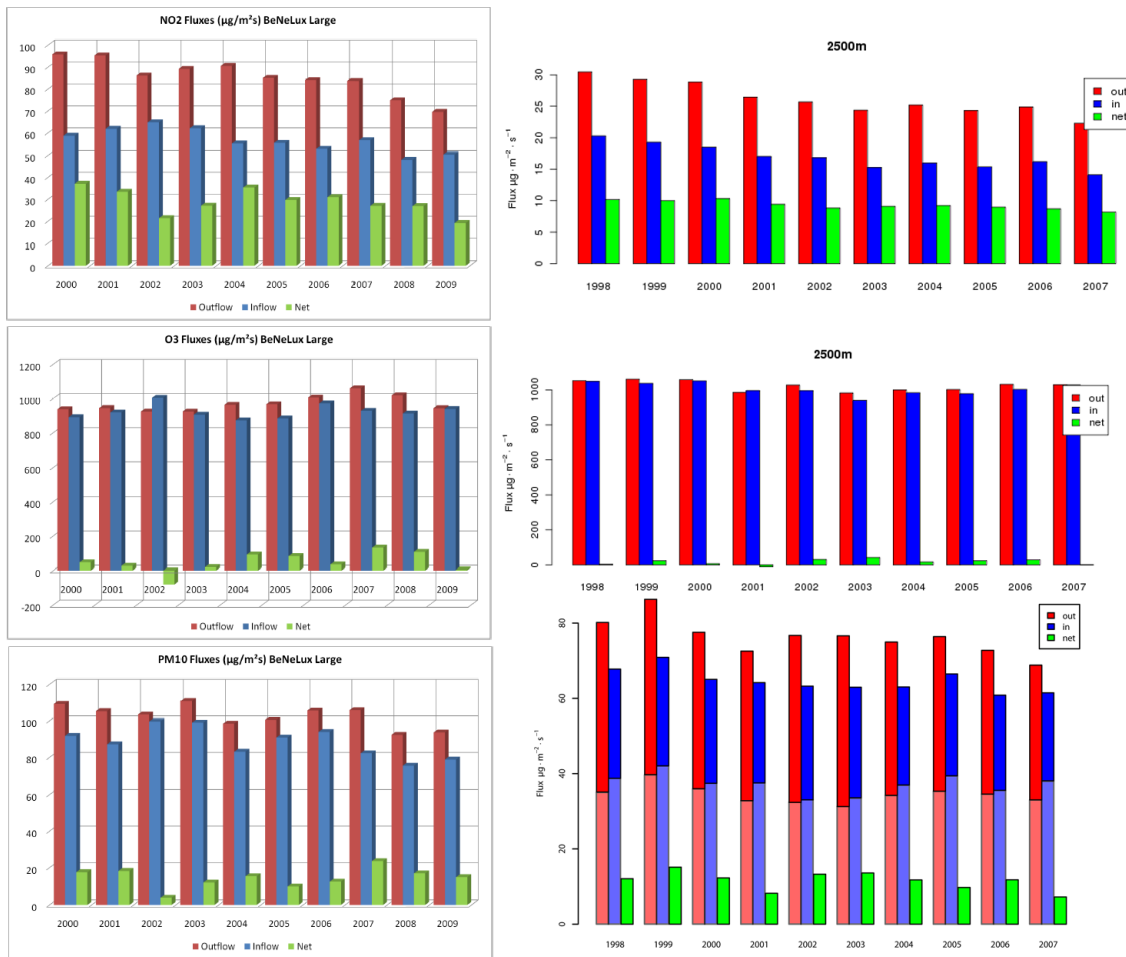 NO2 Fluxes (µg/m²s) BeNeLux Large
100
90
80
70
60
50
40
30
20
10
0
2000 2001 2002 2003 2004 2005 2006 2007 2008 2009
Outflow Inflow Net
2500m
Flux µg · m⁻² · s⁻¹
30
25
20
15
10
5
0
out
in
net
1998 1999 2000 2001 2002 2003 2004 2005 2006 2007
O3 Fluxes (µg/m²s) BeNeLux Large
1200
1000
800
600
400
200
0
-200
2000 2001 2002 2003 2004 2005 2006 2007 2008 2009
Outflow Inflow Net
2500m
Flux µg · m⁻² · s⁻¹
1000
800
600
400
200
0
out
in
net
1998 1999 2000 2001 2002 2003 2004 2005 2006 2007
PM10 Fluxes (µg/m²s) BeNeLux Large
120
100
80
60
40
20
0
2000 2001 2002 2003 2004 2005 2006 2007 2008 2009
Outflow Inflow Net
Flux µg · m⁻² · s⁻¹
80
60
40
20
0
out
in
net
1998 1999 2000 2001 2002 2003 2004 2005 2006 2007